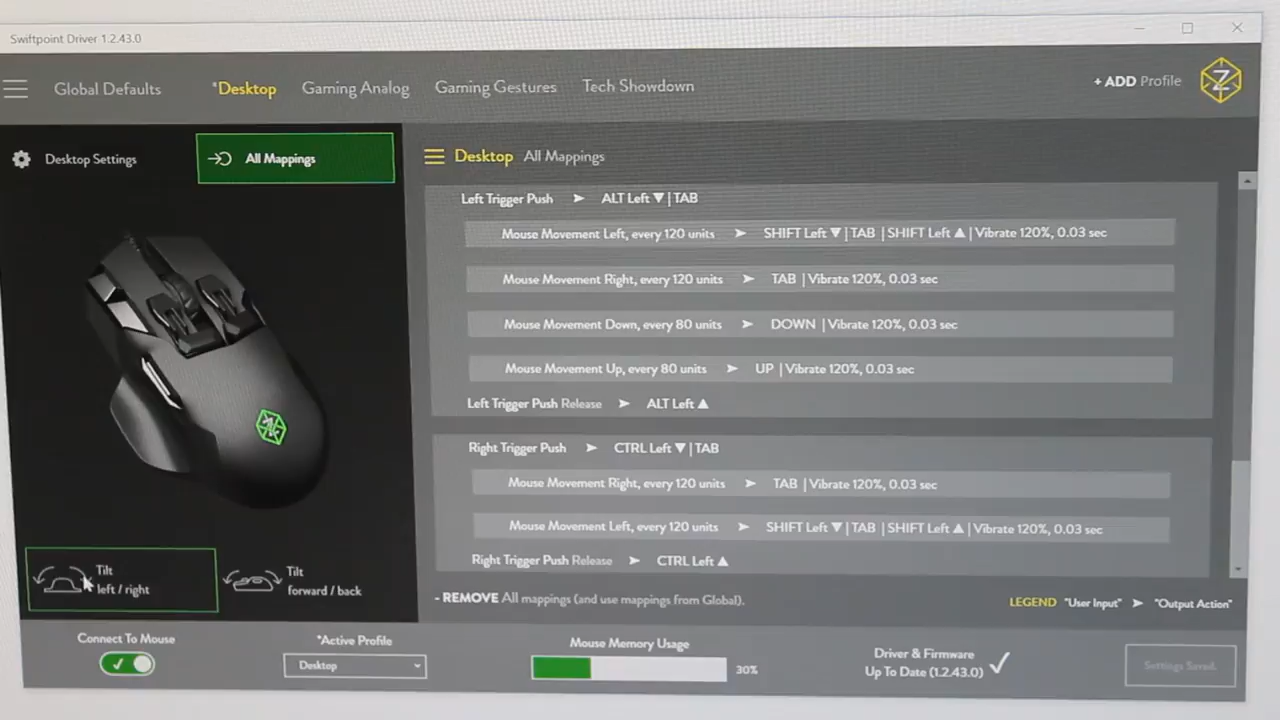 Swiftpoint Driver 1.2.43.0
Global Defaults
*Desktop
Gaming Analog
Gaming Gestures
Tech Showdown
+ ADD Profile
Z
Desktop Settings
All Mappings
Desktop All Mappings
Left Trigger Push ➤ ALT Left ▼ | TAB
Mouse Movement Left, every 120 units ➤ SHIFT Left ▼ | TAB | SHIFT Left ▲ | Vibrate 120%, 0.03 sec
Mouse Movement Right, every 120 units ➤ TAB | Vibrate 120%, 0.03 sec
Mouse Movement Down, every 80 units ➤ DOWN | Vibrate 120%, 0.03 sec
Mouse Movement Up, every 80 units ➤ UP | Vibrate 120%, 0.03 sec
Left Trigger Push Release ➤ ALT Left ▲
Right Trigger Push ➤ CTRL Left ▼ | TAB
Mouse Movement Right, every 120 units ➤ TAB | Vibrate 120%, 0.03 sec
Mouse Movement Left, every 120 units ➤ SHIFT Left ▼ | TAB | SHIFT Left ▲ | Vibrate 120%, 0.03 sec
Right Trigger Push Release ➤ CTRL Left ▲
Tilt
left / right
Tilt
forward / back
- REMOVE All mappings (and use mappings from Global).
LEGEND "User Input" ➤ "Output Action"
Connect To Mouse
*Active Profile
Desktop
Mouse Memory Usage
30%
Driver & Firmware
Up To Date (1.2.43.0)
Settings Saved